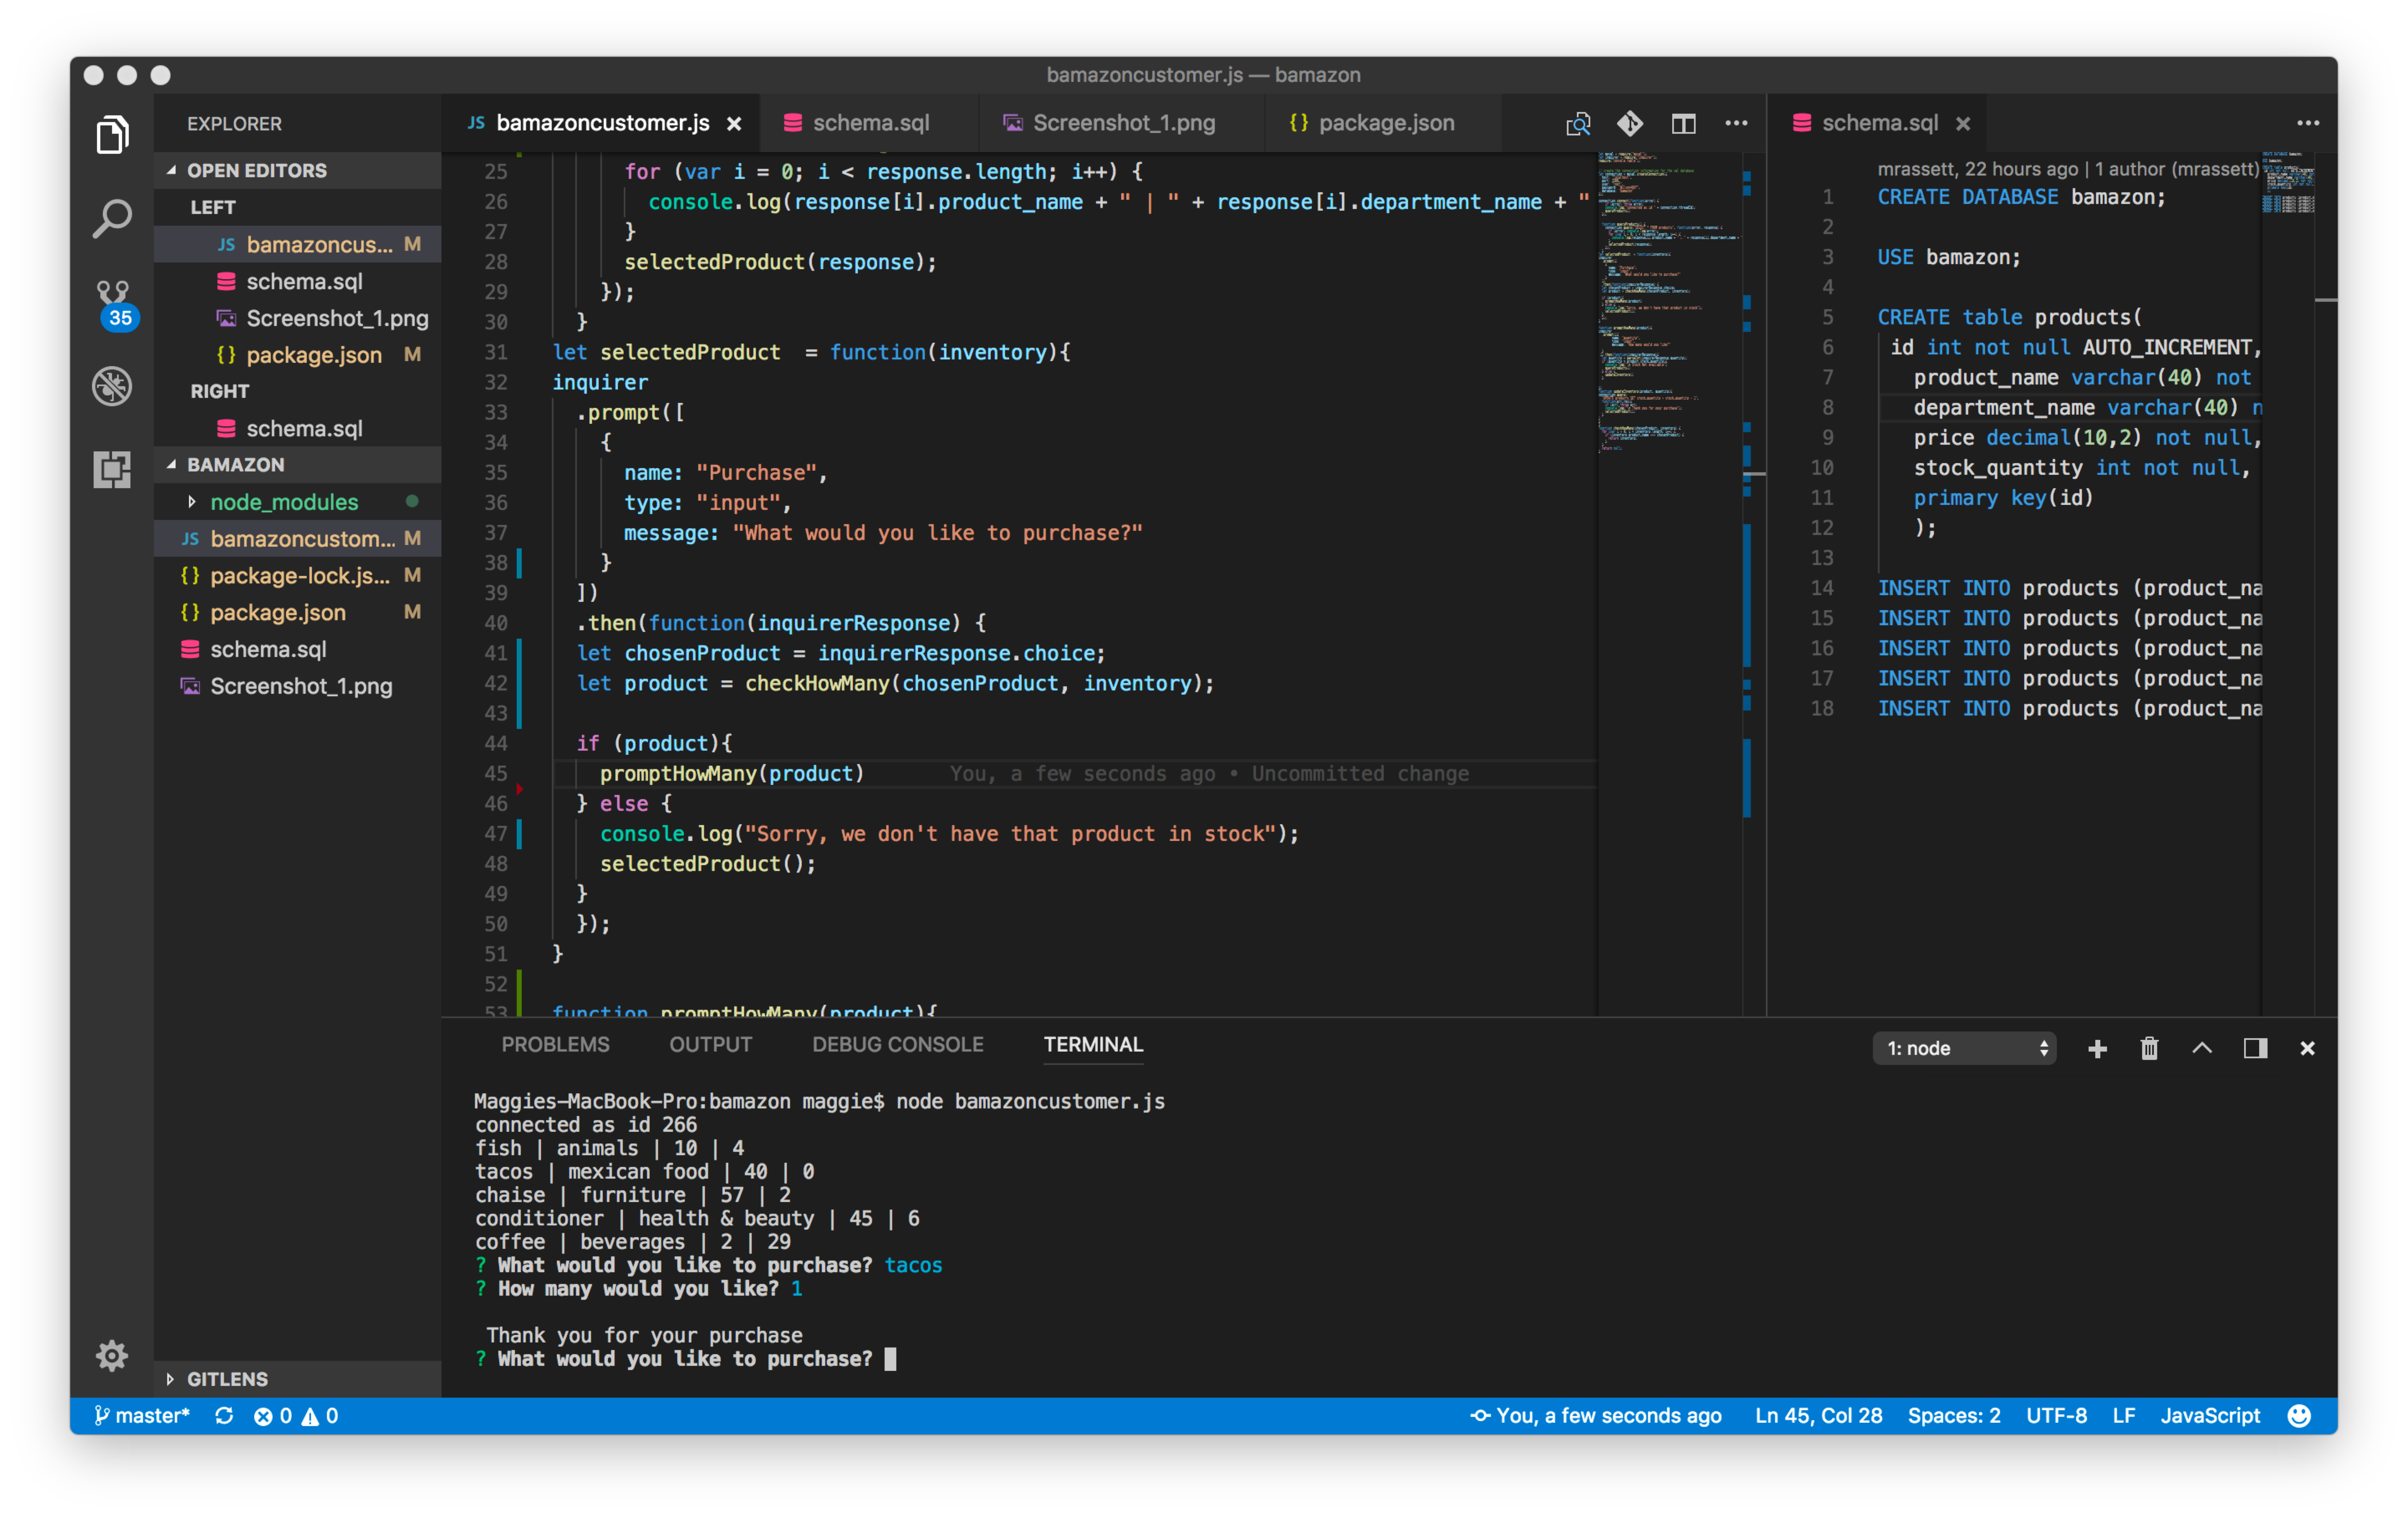 bamazoncustomer.js — bamazon
EXPLORER
OPEN EDITORS
LEFT
JS bamazoncus... M
schema.sql
Screenshot_1.png
{} package.json M
RIGHT
schema.sql
BAMAZON
node_modules
JS bamazoncustom... M
{} package-lock.js... M
{} package.json M
schema.sql
Screenshot_1.png
GITLENS
35
JS bamazoncustomer.js
schema.sql
Screenshot_1.png
{} package.json
25 for (var i = 0; i < response.length; i++) {
26 console.log(response[i].product_name + " | " + response[i].department_name + "
27 }
28 selectedProduct(response);
29 });
30 }
31 let selectedProduct  = function(inventory){
32 inquirer
33 .prompt([
34 {
35 name: "Purchase",
36 type: "input",
37 message: "What would you like to purchase?"
38 }
39 ])
40 .then(function(inquirerResponse) {
41 let chosenProduct = inquirerResponse.choice;
42 let product = checkHowMany(chosenProduct, inventory);
43
44 if (product){
45 promptHowMany(product) You, a few seconds ago • Uncommitted change
46 } else {
47 console.log("Sorry, we don't have that product in stock");
48 selectedProduct();
49 }
50 });
51 }
52
53 function promptHowMany(product){
schema.sql
mrassett, 22 hours ago | 1 author (mrassett)
1 CREATE DATABASE bamazon;
2
3 USE bamazon;
4
5 CREATE table products(
6 id int not null AUTO_INCREMENT,
7 product_name varchar(40) not
8 department_name varchar(40) n
9 price decimal(10,2) not null,
10 stock_quantity int not null,
11 primary key(id)
12 );
13
14 INSERT INTO products (product_na
15 INSERT INTO products (product_na
16 INSERT INTO products (product_na
17 INSERT INTO products (product_na
18 INSERT INTO products (product_na
PROBLEMS OUTPUT DEBUG CONSOLE TERMINAL
1: node
Maggies-MacBook-Pro:bamazon maggie$ node bamazoncustomer.js
connected as id 266
fish | animals | 10 | 4
tacos | mexican food | 40 | 0
chaise | furniture | 57 | 2
conditioner | health & beauty | 45 | 6
coffee | beverages | 2 | 29
? What would you like to purchase? tacos
? How many would you like? 1
Thank you for your purchase
? What would you like to purchase?
master* 0 0
You, a few seconds ago Ln 45, Col 28 Spaces: 2 UTF-8 LF JavaScript